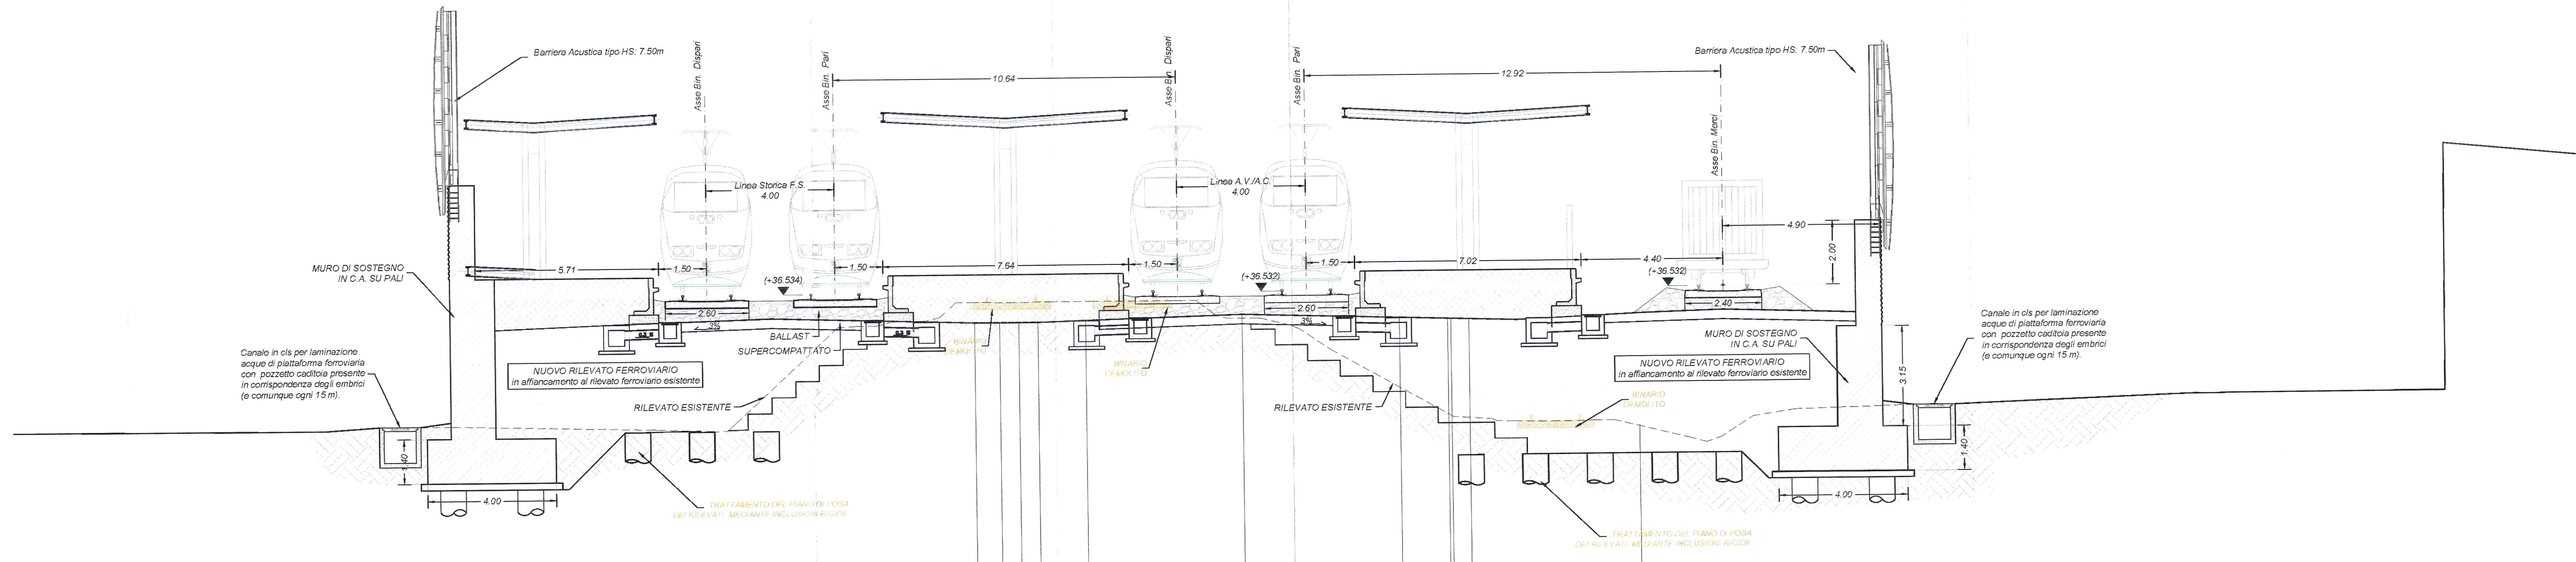 Barriera Acustica tipo HS: 7.50m
Asse Bin. Dispari
Asse Bin. Pari
10.64
Asse Bin. Dispari
Asse Bin. Pari
12.92
Asse Bin. Merci
Barriera Acustica tipo HS: 7.50m
Linea Storica F.S.
4.00
Linea A.V./A.C.
4.00
4.90
2.00
MURO DI SOSTEGNO
IN C.A. SU PALI
5.71
1.50
1.50
7.64
1.50
1.50
7.02
4.40
(+36.534)
(+36.532)
(+36.532)
2.60
2.60
2.40
3%
3%
BALLAST
SUPERCOMPATTATO
BINARIO
DEMOLITO
BINARIO
DEMOLITO
MURO DI SOSTEGNO
IN C.A. SU PALI
3.15
Canale in cls per laminazione
acque di piattaforma ferroviaria
con pozzetto caditoia presente
in corrispondenza degli embrici
(e comunque ogni 15 m).
Canale in cls per laminazione
acque di piattaforma ferroviaria
con pozzetto caditoia presente
in corrispondenza degli embrici
(e comunque ogni 15 m).
NUOVO RILEVATO FERROVIARIO
in affiancamento al rilevato ferroviario esistente
NUOVO RILEVATO FERROVIARIO
in affiancamento al rilevato ferroviario esistente
RILEVATO ESISTENTE
RILEVATO ESISTENTE
BINARIO
DEMOLITO
1.40
1.40
4.00
4.00
TRATTAMENTO DEL PIANO DI POSA
DEI RILEVATI MEDIANTE INCLUSIONI RIGIDE
TRATTAMENTO DEL PIANO DI POSA
DEI RILEVATI MEDIANTE INCLUSIONI RIGIDE